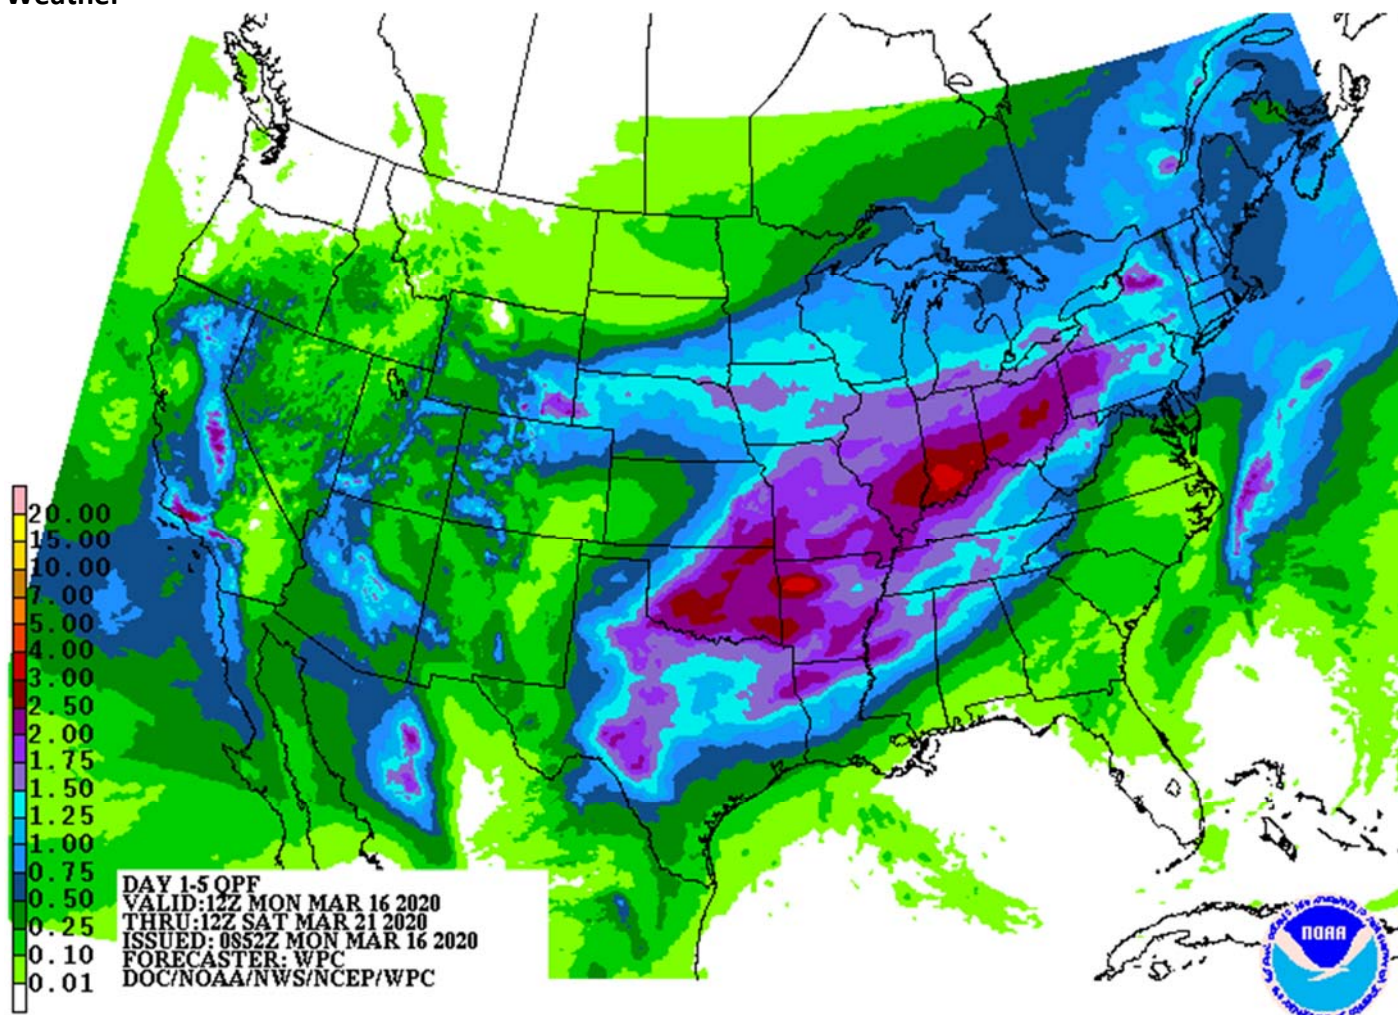 Weather
20.00
15.00
10.00
7.00
5.00
4.00
3.00
2.50
2.00
1.75
1.50
1.25
1.00
0.75
0.50
0.25
0.10
0.01
DAY 1-5 QPF
VALID:12Z MON MAR 16 2020
THRU:12Z SAT MAR 21 2020
ISSUED: 0852Z MON MAR 16 2020
FORECASTER: WPC
DOC/NOAA/NWS/NCEP/WPC
NOAA